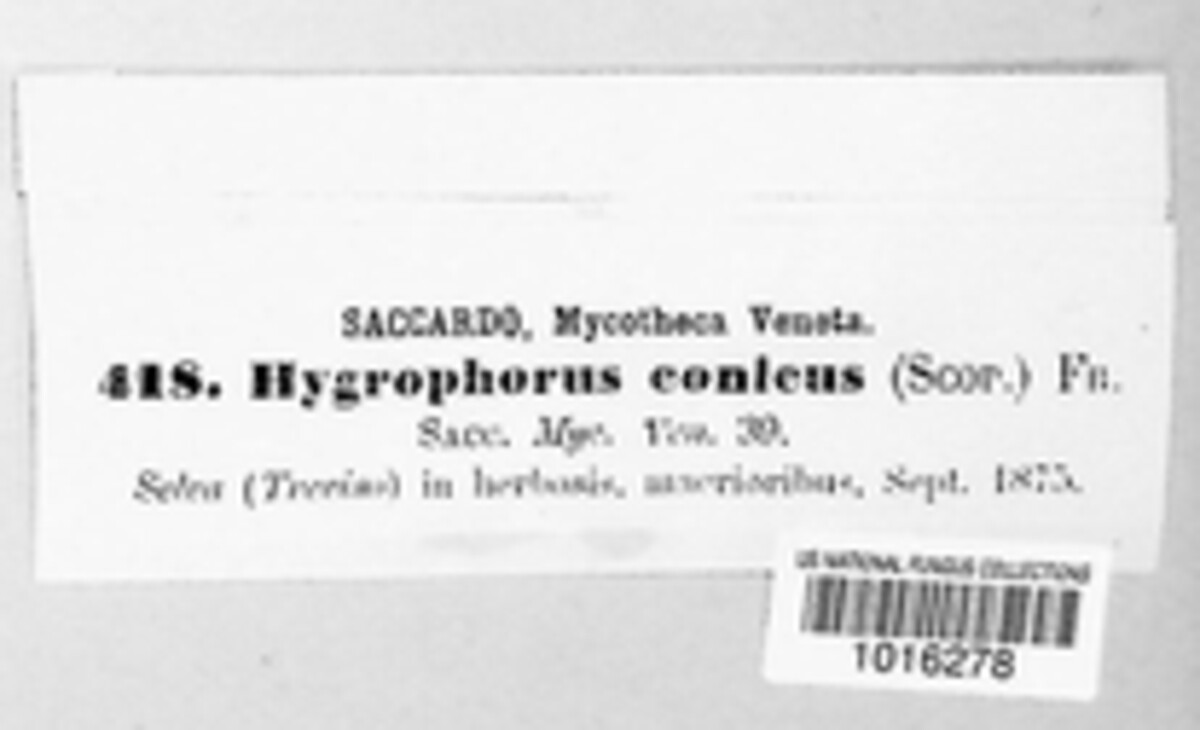 SACCARDO, Mycotheca Veneta.
418. Hygrophorus conicus (Scop.) Fr.
Sacc. Myc. Ven. 39.
Selva (Treviso) in herbosis, Sept. 1875.
US NATIONAL FUNGUS COLLECTIONS
1016278